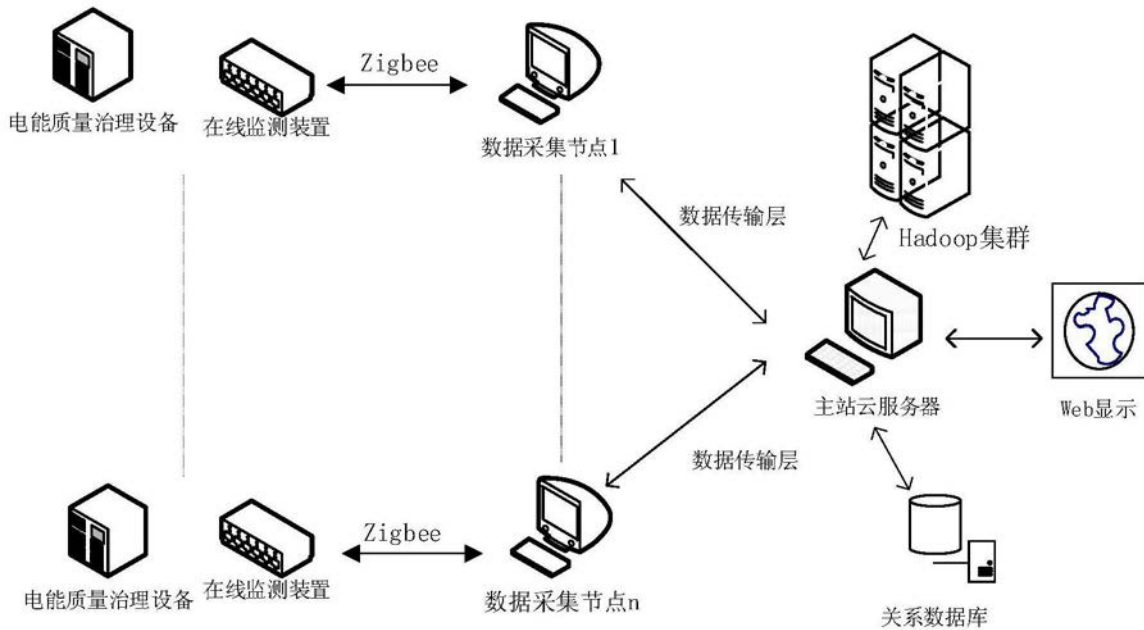 Zigbee
电能质量治理设备
在线监测装置
数据采集节点1
数据传输层
Hadoop集群
主站云服务器
Web显示
数据传输层
Zigbee
电能质量治理设备
在线监测装置
数据采集节点n
关系数据库